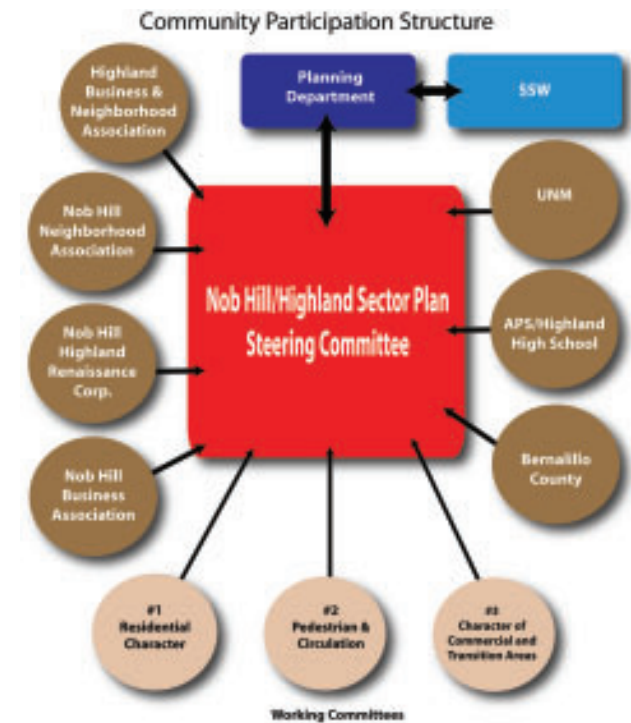 Community Participation Structure
Highland
Business &
Neighborhood
Association
Planning
Department
SSW
Nob Hill
Neighborhood
Association
UNM
Nob Hill/Highland Sector Plan
Steering Committee
Nob Hill
Highland
Renaissance
Corp.
APS/Highland
High School
Nob Hill
Business
Association
Bernalillo
County
#1
Residential
Character
#2
Pedestrian &
Circulation
#3
Character of
Commercial and
Transition Areas
Working Committees